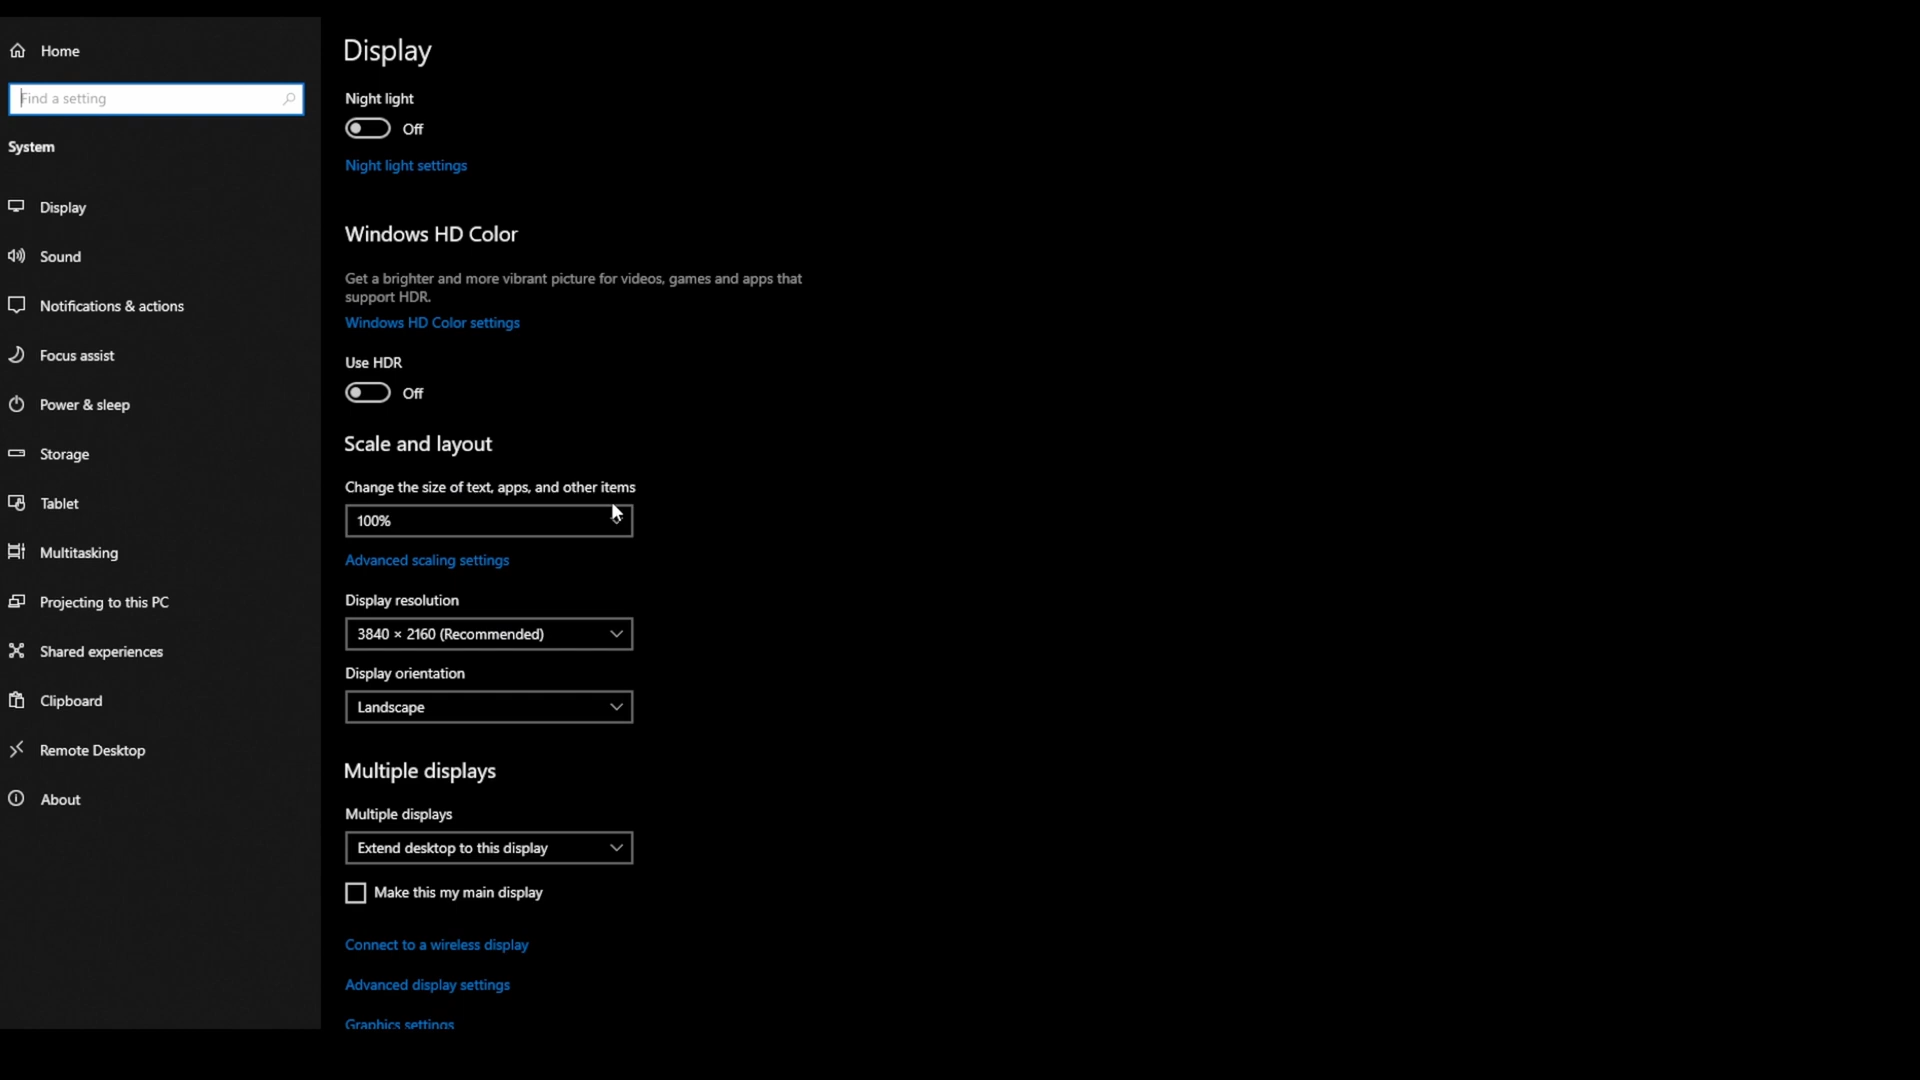 Home
Find a setting
System
Display
Sound
Notifications & actions
Focus assist
Power & sleep
Storage
Tablet
Multitasking
Projecting to this PC
Shared experiences
Clipboard
Remote Desktop
About
Display
Night light
Off
Night light settings
Windows HD Color
Get a brighter and more vibrant picture for videos, games and apps that
support HDR.
Windows HD Color settings
Use HDR
Off
Scale and layout
Change the size of text, apps, and other items
100%
Advanced scaling settings
Display resolution
3840 × 2160 (Recommended)
Display orientation
Landscape
Multiple displays
Multiple displays
Extend desktop to this display
Make this my main display
Connect to a wireless display
Advanced display settings
Graphics settings